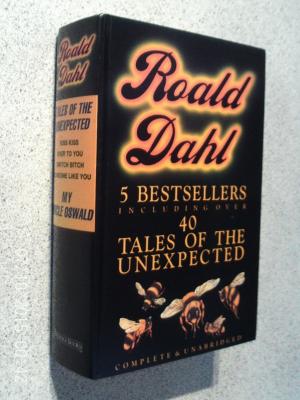 Roald
Dahl
TALES OF THE
UNEXPECTED
KISS KISS
OVER TO YOU
SWITCH BITCH
SOMEONE LIKE YOU
MY
UNCLE OSWALD
Roald
Dahl
5 BESTSELLERS
INCLUDING OVER
40
TALES OF THE
UNEXPECTED
COMPLETE & UNABRIDGED